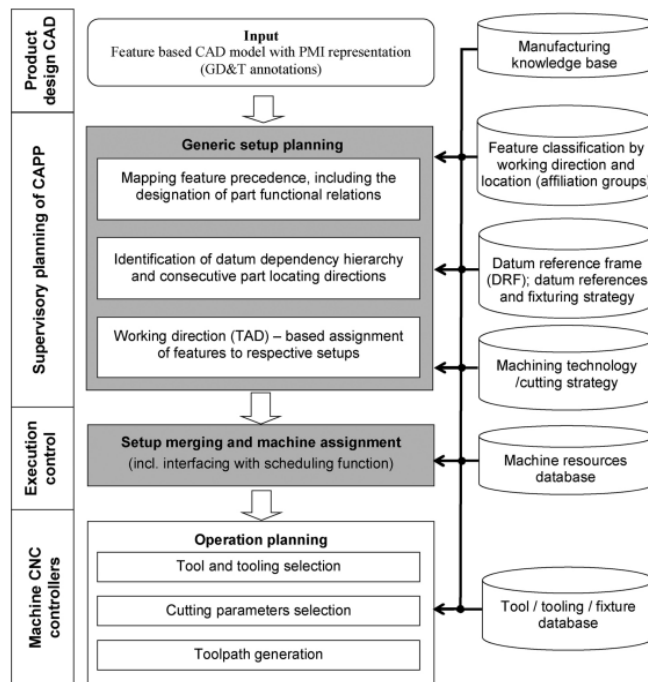 Product
design CAD
Input
Feature based CAD model with PMI representation
(GD&T annotations)
Manufacturing
knowledge base
Supervisory planning of CAPP
Generic setup planning
Mapping feature precedence, including the
designation of part functional relations
Identification of datum dependency hierarchy
and consecutive part locating directions
Working direction (TAD) – based assignment
of features to respective setups
Feature classification by
working direction and
location (affiliation groups)
Datum reference frame
(DRF); datum references
and fixturing strategy
Machining technology
/cutting strategy
Execution
control
Setup merging and machine assignment
(incl. interfacing with scheduling function)
Machine resources
database
Machine CNC
controllers
Operation planning
Tool and tooling selection
Cutting parameters selection
Toolpath generation
Tool / tooling / fixture
database